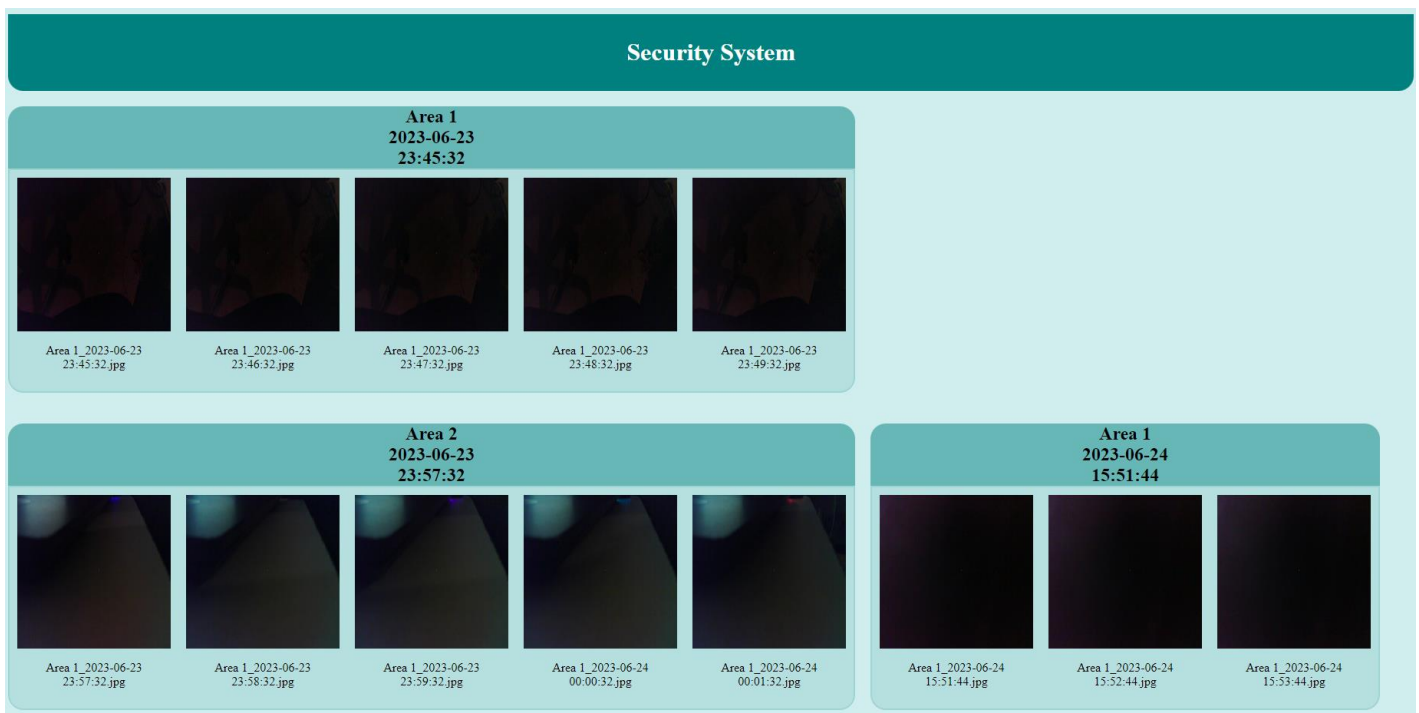 Security System
Area 1
2023-06-23
23:45:32
Area 1_2023-06-23
23:45:32.jpg
Area 1_2023-06-23
23:46:32.jpg
Area 1_2023-06-23
23:47:32.jpg
Area 1_2023-06-23
23:48:32.jpg
Area 1_2023-06-23
23:49:32.jpg
Area 2
2023-06-23
23:57:32
Area 1_2023-06-23
23:57:32.jpg
Area 1_2023-06-23
23:58:32.jpg
Area 1_2023-06-23
23:59:32.jpg
Area 1_2023-06-24
00:00:32.jpg
Area 1_2023-06-24
00:01:32.jpg
Area 1
2023-06-24
15:51:44
Area 1_2023-06-24
15:51:44.jpg
Area 1_2023-06-24
15:52:44.jpg
Area 1_2023-06-24
15:53:44.jpg